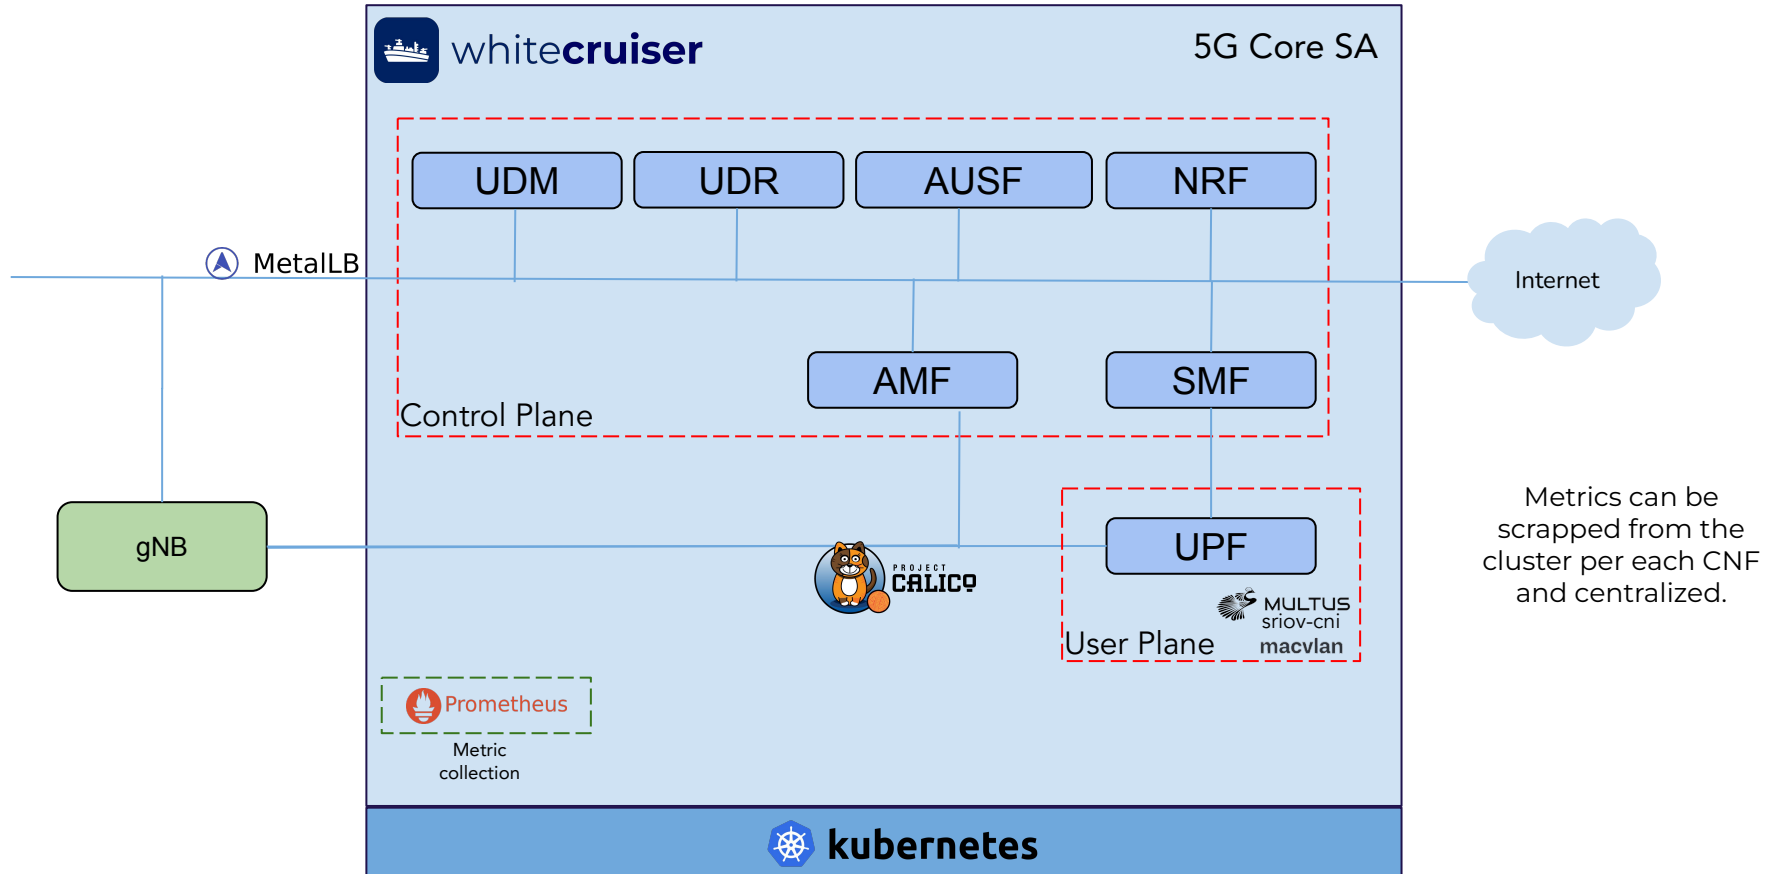 whitecruiser
5G Core SA
UDM
UDR
AUSF
NRF
MetalLB
Internet
AMF
SMF
Control Plane
gNB
PROJECT
CALICO
UPF
MULTUS
sriov-cni
macvlan
User Plane
Metrics can be
scrapped from the
cluster per each CNF
and centralized.
Prometheus
Metric
collection
kubernetes